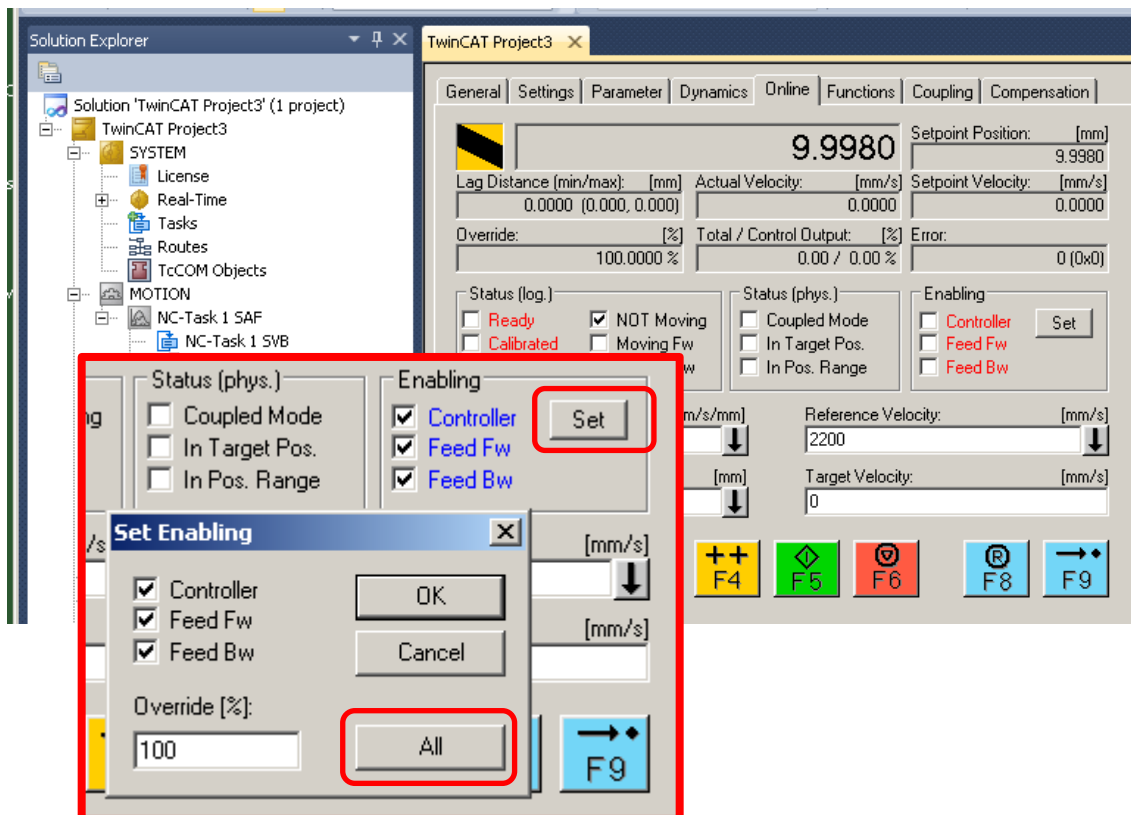 Solution Explorer
TwinCAT Project3
Solution 'TwinCAT Project3' (1 project)
TwinCAT Project3
SYSTEM
License
Real-Time
Tasks
Routes
TcCOM Objects
MOTION
NC-Task 1 SAF
NC-Task 1 SVB
General Settings Parameter Dynamics Online Functions Coupling Compensation
9.9980
Setpoint Position: [mm]
9.9980
Lag Distance (min/max): [mm] Actual Velocity: [mm/s] Setpoint Velocity: [mm/s]
0.0000 (0.000, 0.000) 0.0000 0.0000
Override: [%] Total / Control Output: [%] Error:
100.0000 % 0.00 / 0.00 % 0 (0x0)
Status (log.) Status (phys.) Enabling
Ready NOT Moving Coupled Mode Controller Set
Calibrated Moving Fw In Target Pos. Feed Fw
w In Pos. Range Feed Bw
m/s/mm] Reference Velocity: [mm/s]
2200
[mm] Target Velocity: [mm/s]
0
++ F4
F5
F6
R F8
F9
ng
Status (phys.) Enabling
Coupled Mode Controller Set
In Target Pos. Feed Fw
In Pos. Range Feed Bw
/s
[mm/s]
[mm/s]
Set Enabling
Controller OK
Feed Fw
Feed Bw Cancel
Override [%]:
100 All
F9